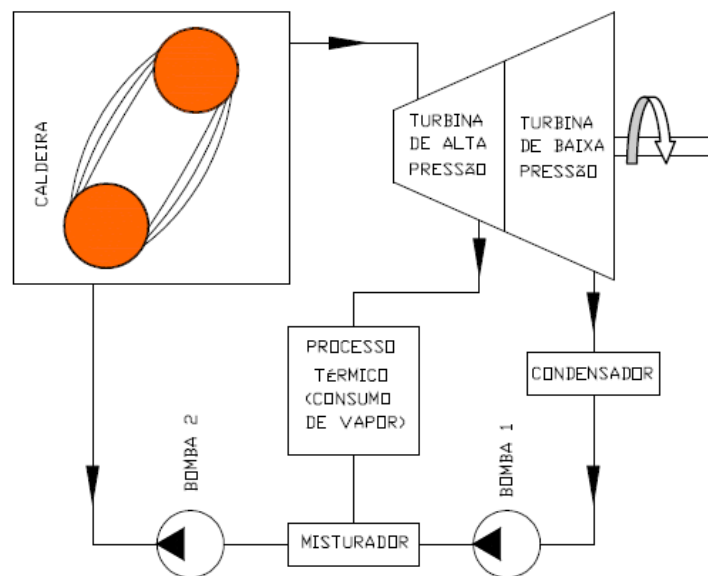 CALDEIRA
TURBINA
DE ALTA
PRESSÃO
TURBINA
DE BAIXA
PRESSÃO
PROCESSO
TÉRMICO
(CONSUMO
DE VAPOR)
CONDENSADOR
BOMBA 2
BOMBA 1
MISTURADOR